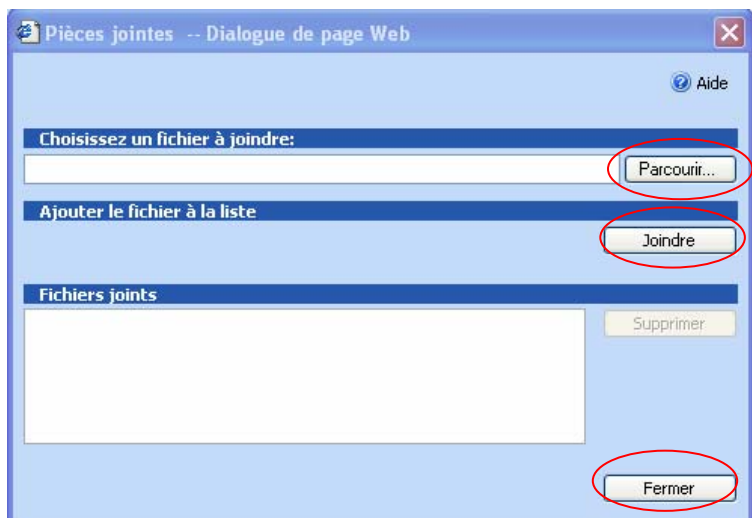 Pièces jointes -- Dialogue de page Web
Aide
Choisissez un fichier à joindre:
Parcourir...
Ajouter le fichier à la liste
Joindre
Fichiers joints
Supprimer
Fermer